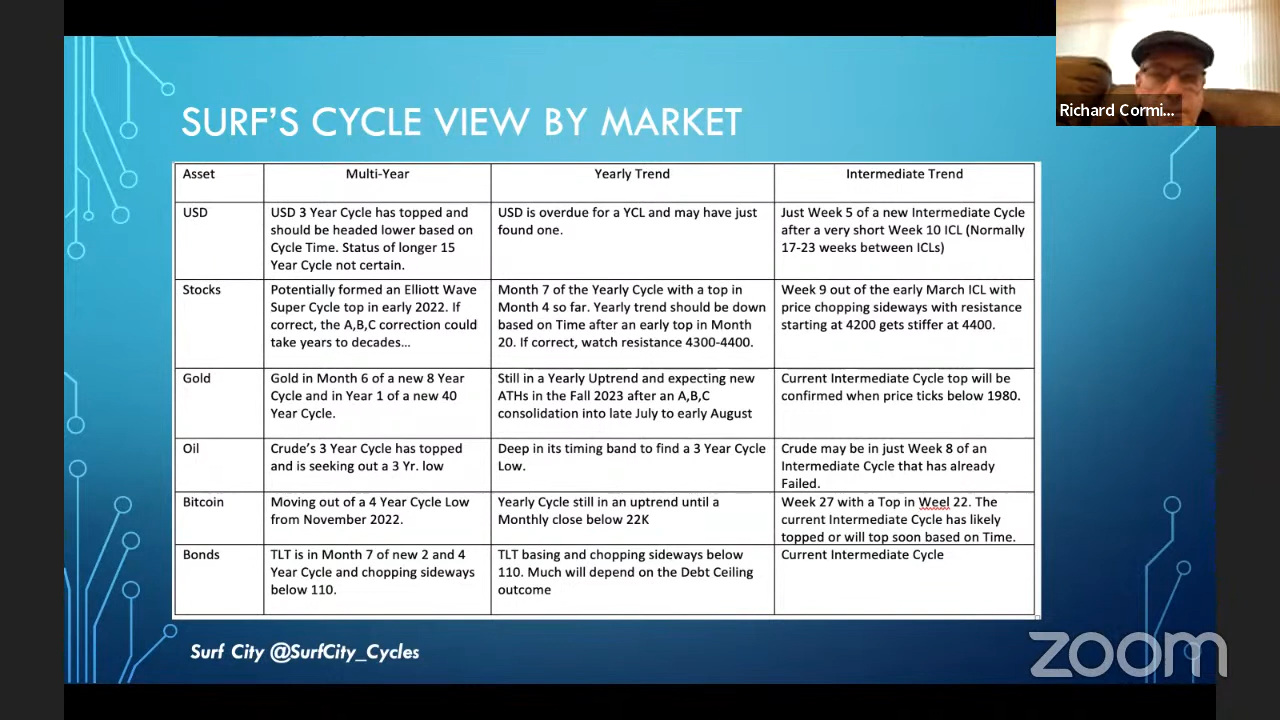 Richard Cormi...
SURF'S CYCLE VIEW BY MARKET
Asset Multi-Year Yearly Trend Intermediate Trend
USD
USD 3 Year Cycle has topped and
should be headed lower based on
Cycle Time. Status of longer 15
Year Cycle not certain.
USD is overdue for a YCL and may have just
found one.
Just Week 5 of a new Intermediate Cycle
after a very short Week 10 ICL (Normally
17-23 weeks between ICLs)
Stocks
Potentially formed an Elliott Wave
Super Cycle top in early 2022. If
correct, the A,B,C correction could
take years to decades...
Month 7 of the Yearly Cycle with a top in
Month 4 so far. Yearly trend should be down
based on Time after an early top in Month
20. If correct, watch resistance 4300-4400.
Week 9 out of the early March ICL with
price chopping sideways with resistance
starting at 4200 gets stiffer at 4400.
Gold
Gold in Month 6 of a new 8 Year
Cycle and in Year 1 of a new 40
Year Cycle.
Still in a Yearly Uptrend and expecting new
ATHs in the Fall 2023 after an A,B,C
consolidation into late July to early August
Current Intermediate Cycle top will be
confirmed when price ticks below 1980.
Oil
Crude's 3 Year Cycle has topped
and is seeking out a 3 Yr. low
Deep in its timing band to find a 3 Year Cycle
Low.
Crude may be in just Week 8 of an
Intermediate Cycle that has already
Failed.
Bitcoin
Moving out of a 4 Year Cycle Low
from November 2022.
Yearly Cycle still in an uptrend until a
Monthly close below 22K
Week 27 with a Top in Weel 22. The
current Intermediate Cycle has likely
topped or will top soon based on Time.
Bonds
TLT is in Month 7 of new 2 and 4
Year Cycle and chopping sideways
below 110.
TLT basing and chopping sideways below
110. Much will depend on the Debt Ceiling
outcome
Current Intermediate Cycle
Surf City @SurfCity_Cycles
zoom